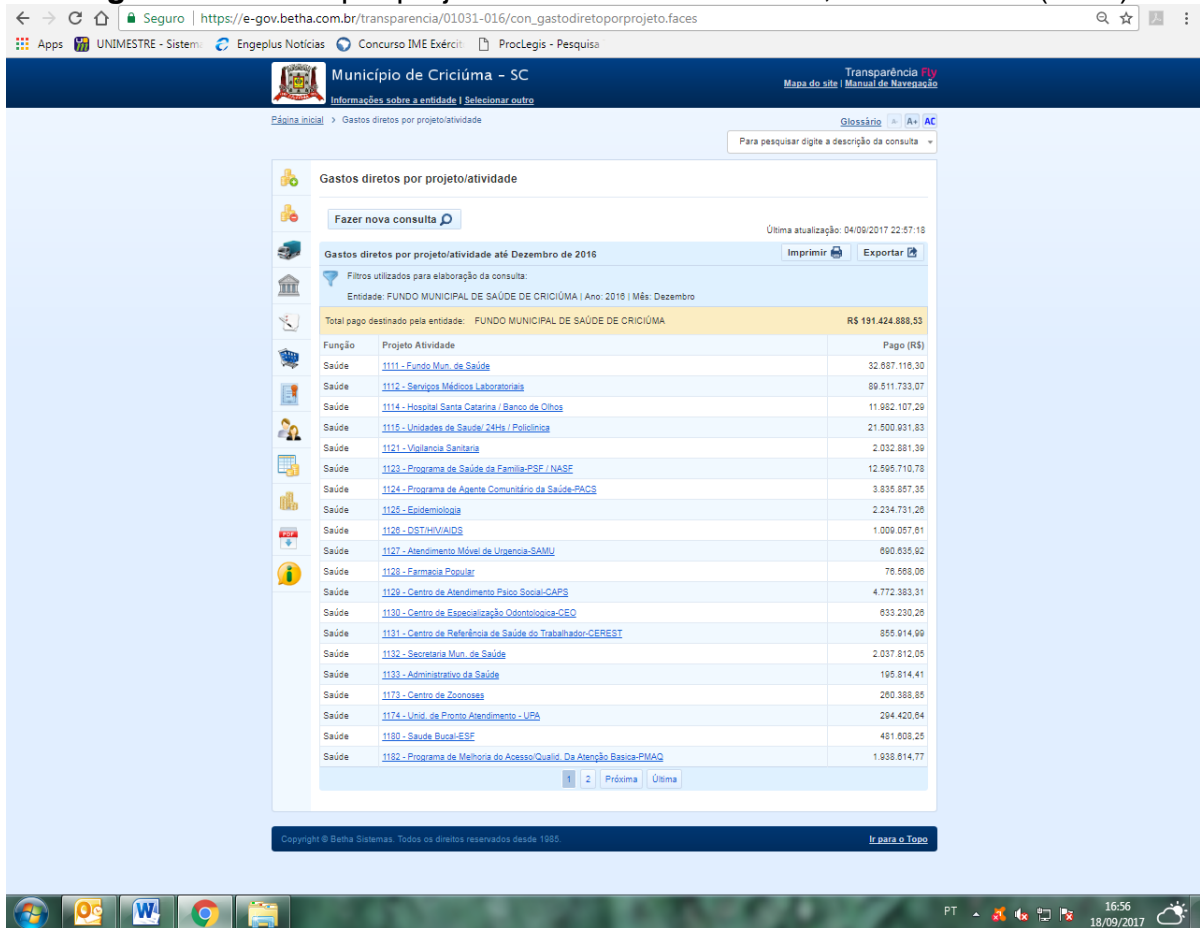 Seguro | https://e-gov.betha.com.br/transparencia/01031-016/con_gastodiretoporprojeto.faces
Apps UNIMESTRE - Sistema Engeplus Notícias Concurso IME Exércit ProcLegis - Pesquisa
Município de Criciúma - SC
Informações sobre a entidade | Selecionar outro
Transparência Fly
Mapa do site | Manual de Navegação
Página inicial > Gastos diretos por projeto/atividade
Glossário A- A+ AC
Para pesquisar digite a descrição da consulta
Gastos diretos por projeto/atividade
Fazer nova consulta
Última atualização: 04/09/2017 22:57:18
Gastos diretos por projeto/atividade até Dezembro de 2016 Imprimir Exportar
Filtros utilizados para elaboração da consulta:
Entidade: FUNDO MUNICIPAL DE SAÚDE DE CRICIÚMA | Ano: 2016 | Mês: Dezembro
Total pago destinado pela entidade: FUNDO MUNICIPAL DE SAÚDE DE CRICIÚMA R$ 191.424.888,53
Função Projeto Atividade Pago (R$)
Saúde 1111 - Fundo Mun. de Saúde 32.687.116,30
Saúde 1112 - Serviços Médicos Laboratoriais 89.511.733,07
Saúde 1114 - Hospital Santa Catarina / Banco de Olhos 11.982.107,29
Saúde 1115 - Unidades de Saude/ 24Hs / Policlinica 21.500.931,83
Saúde 1121 - Vigilancia Sanitaria 2.032.881,39
Saúde 1123 - Programa de Saúde da Familia-PSF / NASF 12.595.710,78
Saúde 1124 - Programa de Agente Comunitário da Saúde-PACS 3.835.857,35
Saúde 1125 - Epidemiologia 2.234.731,26
Saúde 1126 - DST/HIV/AIDS 1.009.057,61
Saúde 1127 - Atendimento Móvel de Urgencia-SAMU 690.635,92
Saúde 1128 - Farmacia Popular 76.568,06
Saúde 1129 - Centro de Atendimento Psico Social-CAPS 4.772.383,31
Saúde 1130 - Centro de Especialização Odontologica-CEO 633.230,26
Saúde 1131 - Centro de Referência de Saúde do Trabalhador-CEREST 855.914,99
Saúde 1132 - Secretaria Mun. de Saúde 2.037.812,05
Saúde 1133 - Administrativo da Saúde 195.814,41
Saúde 1173 - Centro de Zoonoses 260.388,85
Saúde 1174 - Unid. de Pronto Atendimento - UPA 294.420,64
Saúde 1180 - Saude Bucal-ESF 481.608,25
Saúde 1182 - Programa de Melhoria do Acesso/Qualid. Da Atenção Basica-PMAQ 1.938.614,77
1 2 Próxima Última
Copyright © Betha Sistemas. Todos os direitos reservados desde 1985. Ir para o Topo
PT 16:56
18/09/2017